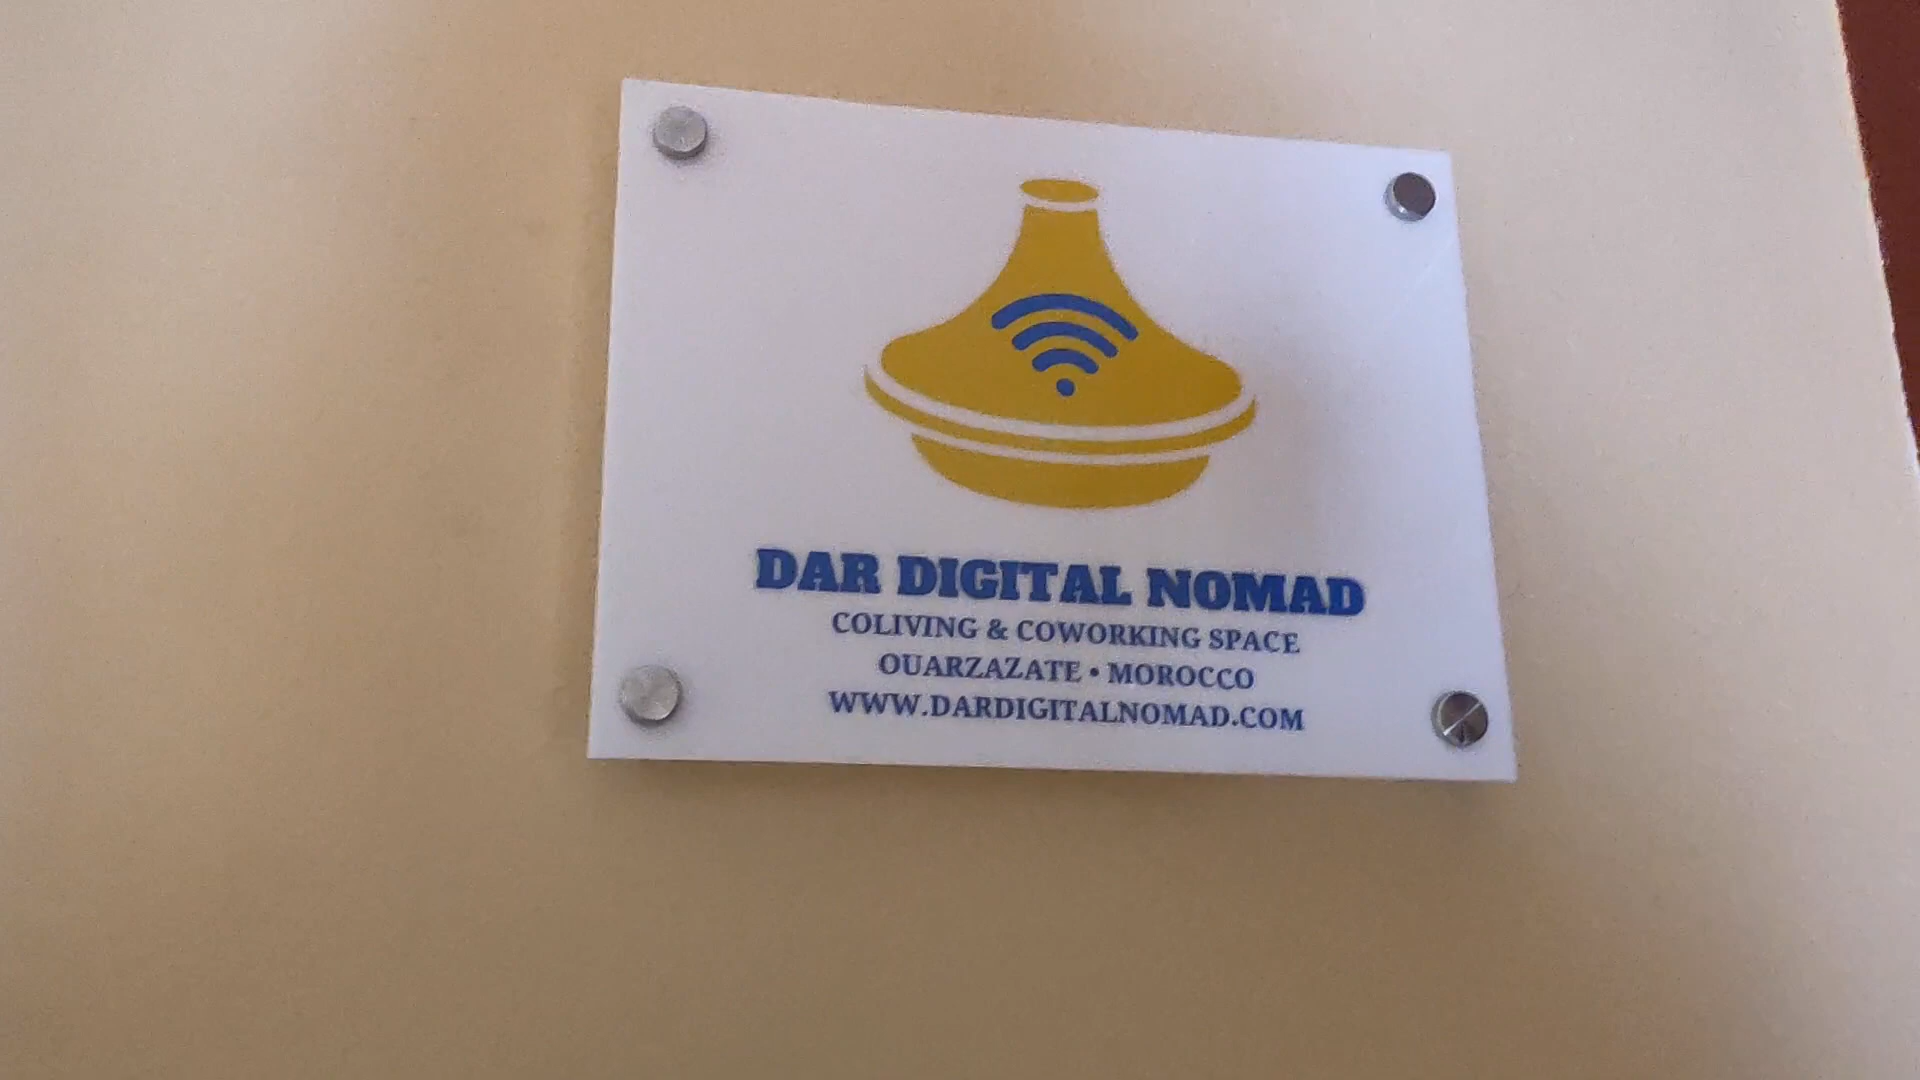 DAR DIGITAL NOMAD
COLIVING & COWORKING SPACE
OUARZAZATE • MOROCCO
WWW.DARDIGITALNOMAD.COM